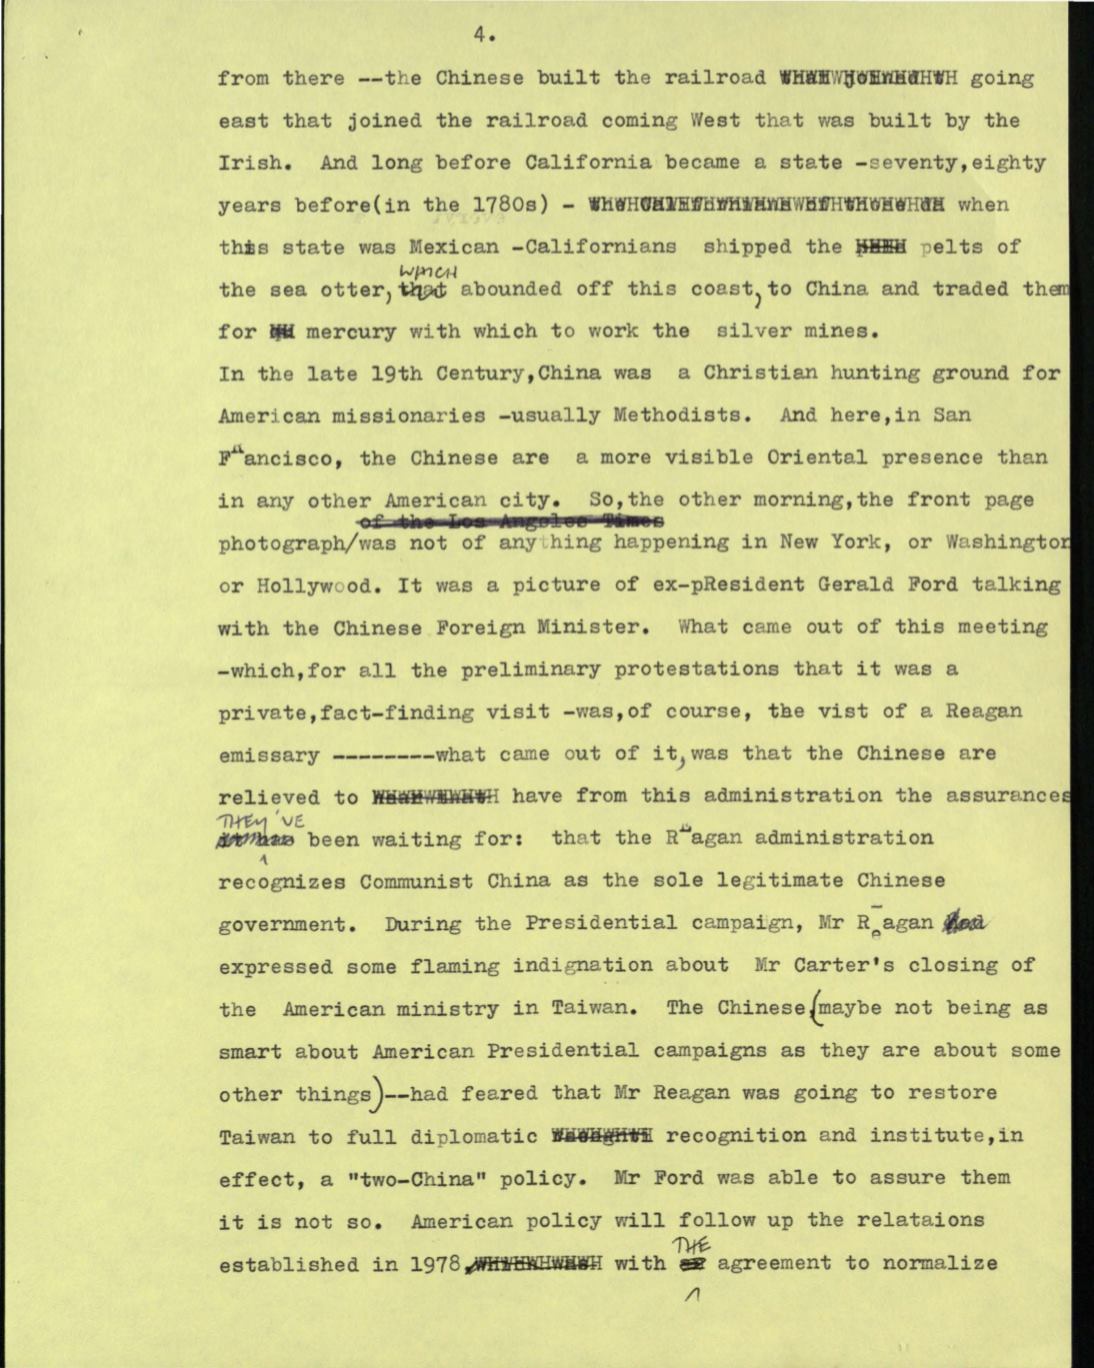 4.
from there --the Chinese built the railroad going
east that joined the railroad coming West that was built by the
Irish. And long before California became a state -seventy,eighty
years before(in the 1780s) - when
this state was Mexican -Californians shipped the pelts of
WHICH
the sea otter, that abounded off this coast, to China and traded them
for mercury with which to work the silver mines.
In the late 19th Century,China was a Christian hunting ground for
American missionaries -usually Methodists. And here,in San
Francisco, the Chinese are a more visible Oriental presence than
in any other American city. So,the other morning,the front page
of the Los Angeles Times
photograph/was not of anything happening in New York, or Washington
or Hollywood. It was a picture of ex-pResident Gerald Ford talking
with the Chinese Foreign Minister. What came out of this meeting
-which,for all the preliminary protestations that it was a
private,fact-finding visit -was,of course, the vist of a Reagan
emissary --------what came out of it, was that the Chinese are
relieved to have from this administration the assurances
THEY'VE
it has been waiting for: that the Reagan administration
recognizes Communist China as the sole legitimate Chinese
government. During the Presidential campaign, Mr Reagan had
expressed some flaming indignation about Mr Carter's closing of
the American ministry in Taiwan. The Chinese,(maybe not being as
smart about American Presidential campaigns as they are about some
other things)--had feared that Mr Reagan was going to restore
Taiwan to full diplomatic recognition and institute,in
effect, a "two-China" policy. Mr Ford was able to assure them
it is not so. American policy will follow up the relataions
THE
established in 1978, with agreement to normalize